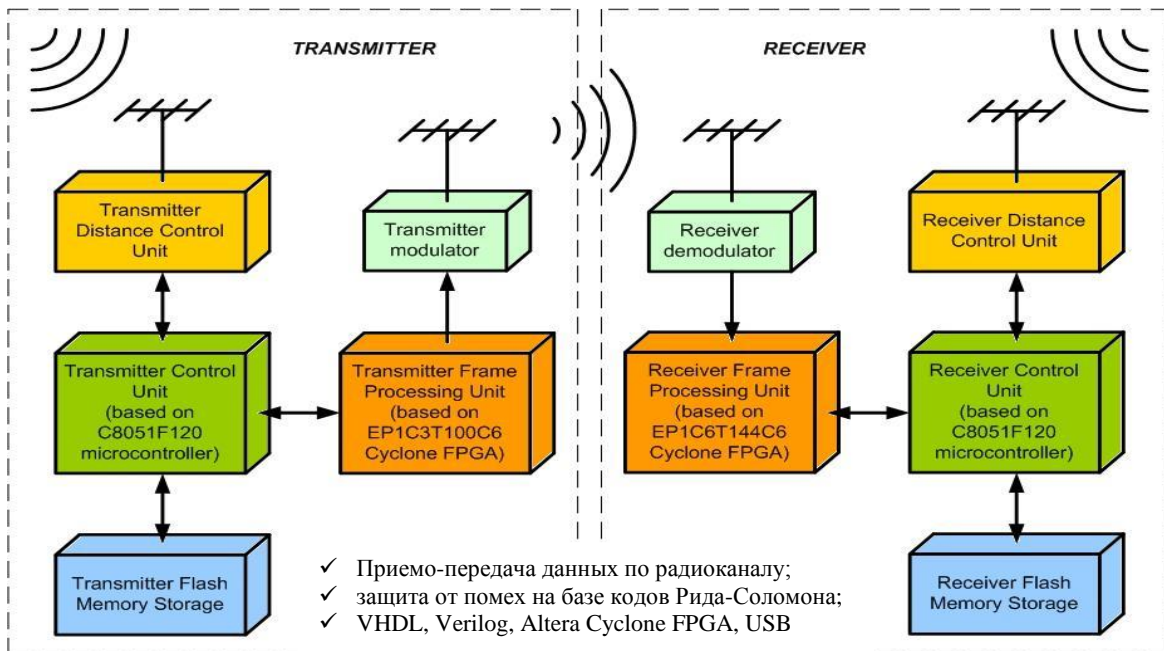 TRANSMITTER
Transmitter
Distance Control
Unit
Transmitter
modulator
Transmitter Control
Unit
(based on
C8051F120
microcontroller)
Transmitter Frame
Processing Unit
(based on
EP1C3T100C6
Cyclone FPGA)
Transmitter Flash
Memory Storage
RECEIVER
Receiver
demodulator
Receiver Distance
Control Unit
Receiver Frame
Processing Unit
(based on
EP1C6T144C6
Cyclone FPGA)
Receiver Control
Unit
(based on
C8051F120
microcontroller)
Receiver Flash
Memory Storage
✓ Приемо-передача данных по радиоканалу;
✓ защита от помех на базе кодов Рида-Соломона;
✓ VHDL, Verilog, Altera Cyclone FPGA, USB